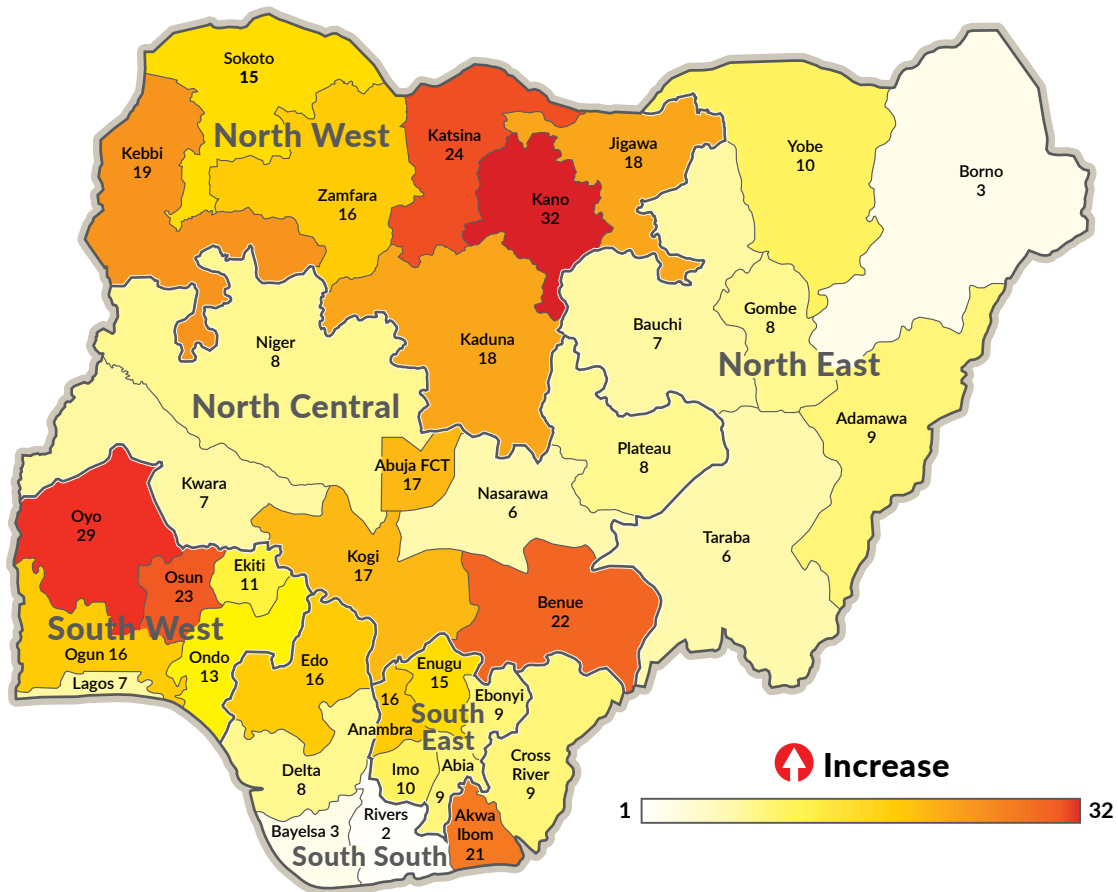 Sokoto
15
North West
Kebbi
19
Zamfara
16
Katsina
24
Kano
32
Jigawa
18
Yobe
10
Borno
3
Niger
8
North Central
Kaduna
18
Bauchi
7
Gombe
8
North East
Adamawa
9
Plateau
8
Abuja FCT
17
Nasarawa
6
Kwara
7
Taraba
6
Oyo
29
Osun
23
Ekiti
11
Kogi
17
Benue
22
South West
Ogun 16
Lagos 7
Ondo
13
Edo
16
Enugu
15
16
Anambra
South
East
Ebonyi
9
Delta
8
Imo
10
Abia
9
Cross
River
9
Akwa
Ibom
21
Bayelsa 3
Rivers
2
South South
Increase
1
32